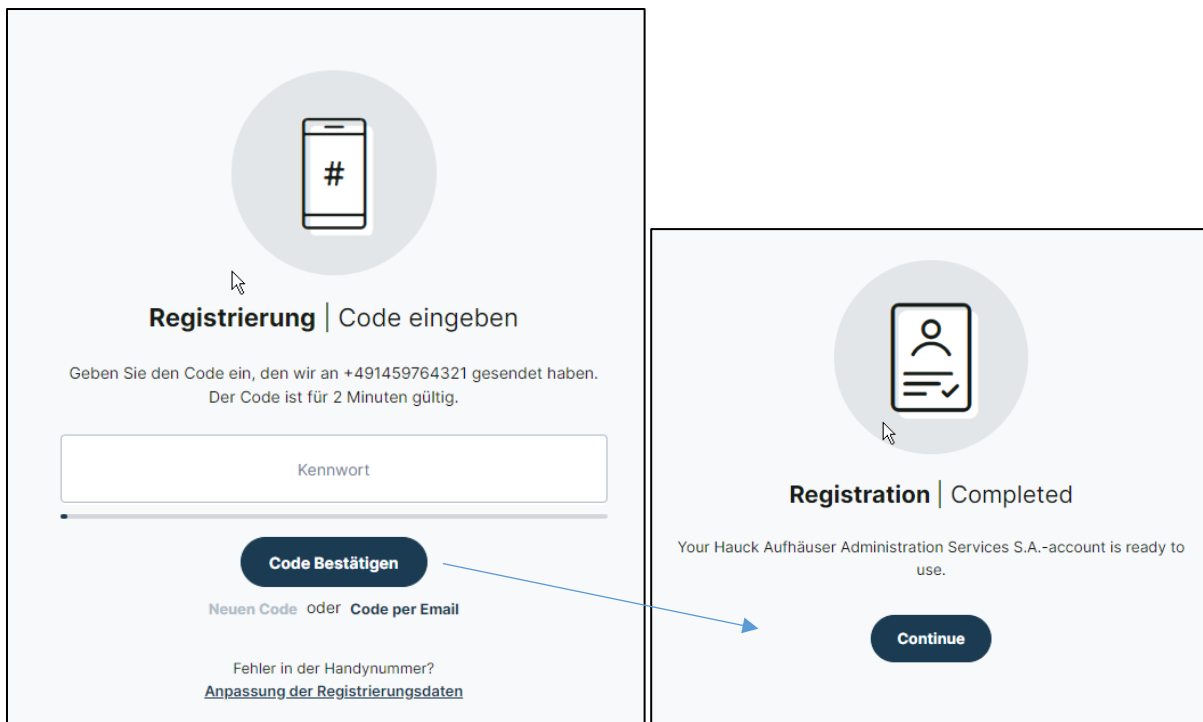 #
Registrierung | Code eingeben
Geben Sie den Code ein, den wir an +491459764321 gesendet haben.
Der Code ist für 2 Minuten gültig.
Kennwort
Code Bestätigen
Neuen Code oder Code per Email
Fehler in der Handynummer?
Anpassung der Registrierungsdaten
Registration | Completed
Your Hauck Aufhäuser Administration Services S.A.-account is ready to
use.
Continue